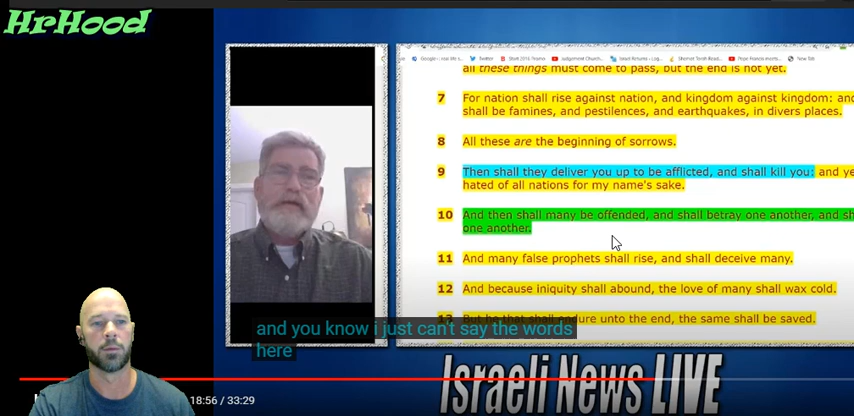 HrHood
Google
Twitter
Judgement Church...
New Tab
all these things must come to pass, but the end is not yet.
7 For nation shall rise against nation, and kingdom against kingdom: and
shall be famines, and pestilences, and earthquakes, in divers places.
8 All these are the beginning of sorrows.
9 Then shall they deliver you up to be afflicted, and shall kill you: and ye
hated of all nations for my name's sake.
10 And then shall many be offended, and shall betray one another, and sh
one another.
11 And many false prophets shall rise, and shall deceive many.
12 And because iniquity shall abound, the love of many shall wax cold.
13 But he that shall endure unto the end, the same shall be saved.
and you know i just can't say the words
here
Israeli News LIVE
18:56 / 33:29